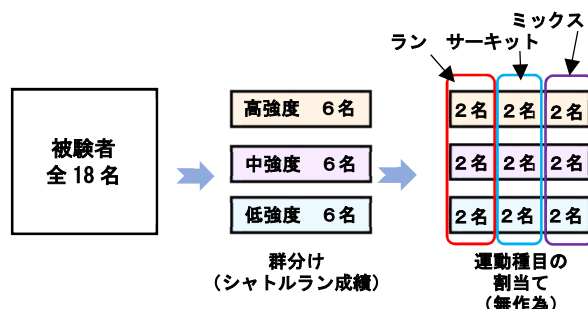 ミックス
ラン サーキット
被験者
全18名
高強度 6名
中強度 6名
低強度 6名
2名 2名 2名
2名 2名 2名
2名 2名 2名
群分け
（シャトルラン成績）
運動種目の
割当て
（無作為）